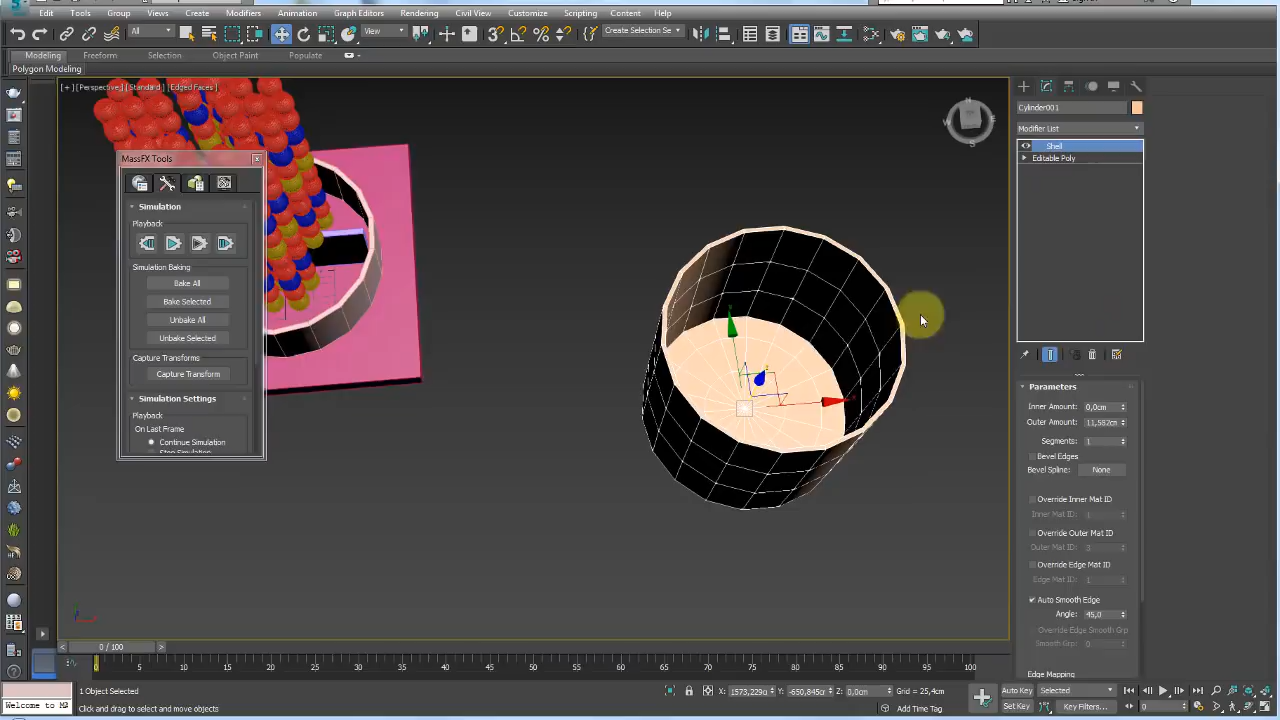 Edit Tools Group Views Create Modifiers Animation Graph Editors Rendering Civil View Customize Scripting Content Help
All View Create Selection Se
Modeling Freeform Selection Object Paint Populate
Polygon Modeling
[+] [Perspective] [Standard] [Edged Faces]
Cylinder001
Modifier List
Shell
Editable Poly
MassFX Tools
Simulation
Playback
Simulation Baking
Bake All
Bake Selected
Unbake All
Unbake Selected
Capture Transforms
Capture Transform
Simulation Settings
Playback
On Last Frame
Continue Simulation
Stop Simulation
Parameters
Inner Amount: 0,0cm
Outer Amount: 11,582cm
Segments: 1
Bevel Edges
Bevel Spline: None
Override Inner Mat ID
Inner Mat ID: 1
Override Outer Mat ID
Outer Mat ID: 3
Override Edge Mat ID
Edge Mat ID: 1
Auto Smooth Edge
Angle: 45,0
Override Edge Smooth Grp
Smooth Grp: 0
Edge Mapping
0 / 100
0 5 10 15 20 25 30 35 40 45 50 55 60 65 70 75 80 85 90 95 100
1 Object Selected
X: 1573,229c Y: -650,845c Z: 0,0cm Grid = 25,4cm
Auto Key Selected
Welcome to M
Click and drag to select and move objects
Add Time Tag
Set Key Key Filters... 0